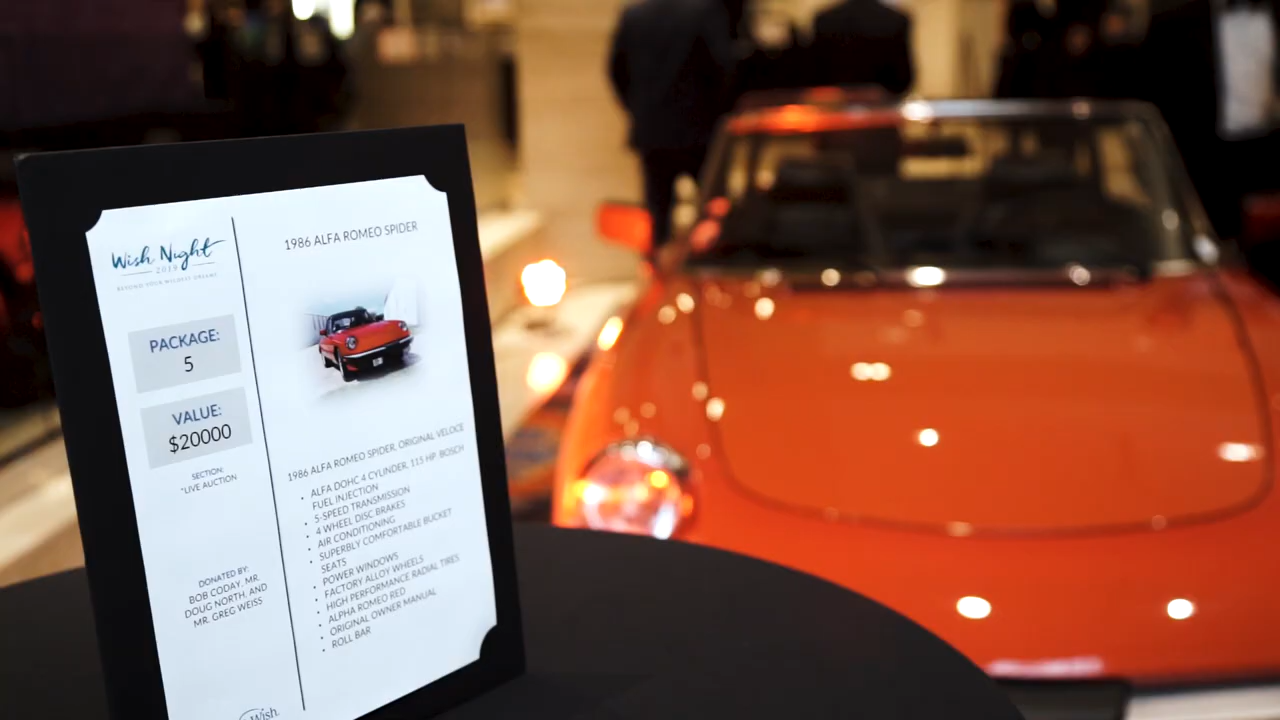 Wish Night
2019
BEYOND YOUR WILDEST DREAMS
PACKAGE:
5
VALUE:
$20000
SECTION:
*LIVE AUCTION
DONATED BY:
BOB CODAY, MR.
DOUG NORTH, AND
MR. GREG WEISS
Wish.
1986 ALFA ROMEO SPIDER
1986 ALFA ROMEO SPIDER, ORIGINAL VELOCE
• ALFA DOHC 4 CYLINDER, 115 HP BOSCH
FUEL INJECTION
• 5-SPEED TRANSMISSION
• 4 WHEEL DISC BRAKES
• AIR CONDITIONING
• SUPERBLY COMFORTABLE BUCKET
SEATS
• POWER WINDOWS
• FACTORY ALLOY WHEELS
• HIGH PERFORMANCE RADIAL TIRES
• ALPHA ROMEO RED
• ORIGINAL OWNER MANUAL
• ROLL BAR